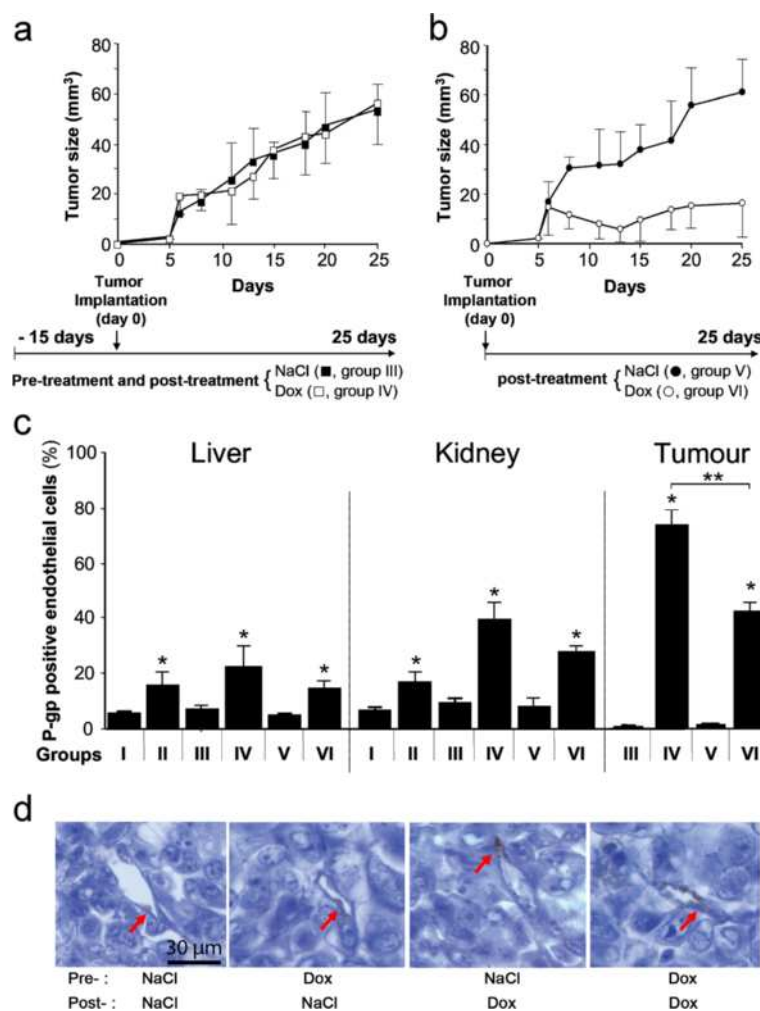 a
Tumor size (mm³)
80
60
40
20
0
0 5 10 15 20 25
Days
Tumor
Implantation
(day 0)
- 15 days
25 days
Pre-treatment and post-treatment { NaCl (■, group III)
Dox (□, group IV)
b
Tumor size (mm³)
80
60
40
20
0
0 5 10 15 20 25
Days
Tumor
Implantation
(day 0)
25 days
post-treatment { NaCl (●, group V)
Dox (○, group VI)
c
P-gp positive endothelial cells (%)
100
80
60
40
20
0
Liver Kidney Tumour
* * * * * * * ** *
Groups I II III IV V VI I II III IV V VI III IV V VI
d
30 µm
Pre- : NaCl Dox NaCl Dox
Post- : NaCl NaCl Dox Dox